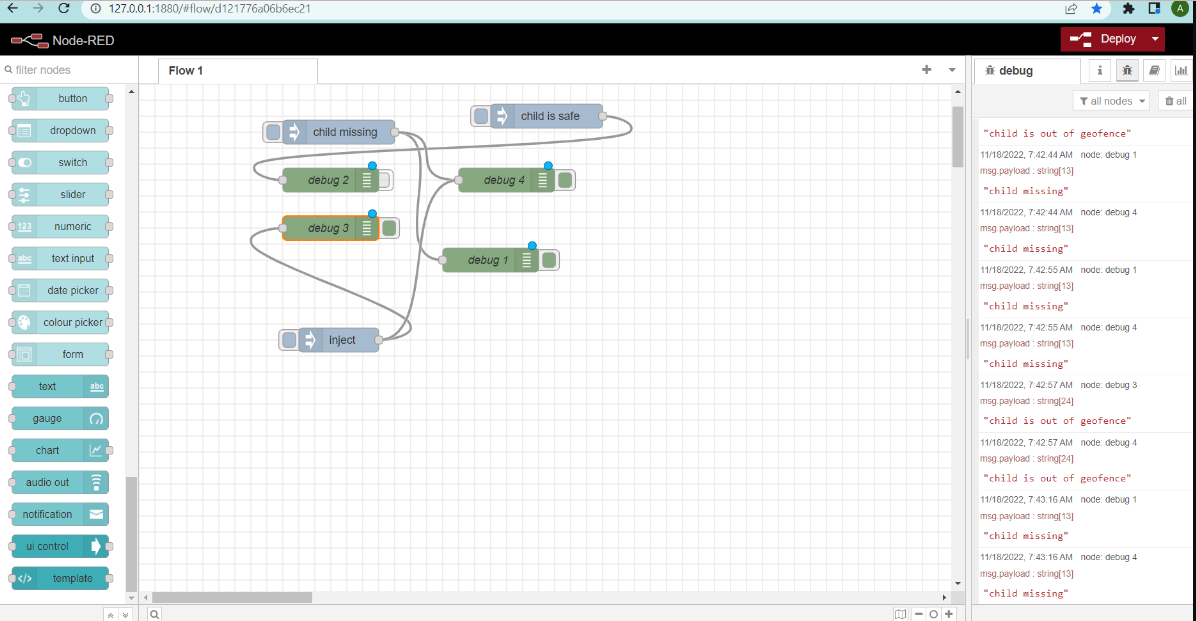 127.0.0.1:1880/#flow/d121776a06b6ec21
A
Node-RED
Deploy
filter nodes
Flow 1
debug
i
all nodes
all
button
dropdown
switch
slider
123 numeric
abc text input
date picker
colour picker
form
text abc
gauge
chart
audio out
notification
ui control
</> template
child missing
child is safe
debug 2
debug 4
debug 3
debug 1
inject
"child is out of geofence"
11/18/2022, 7:42:44 AM node: debug 1
msg.payload : string[13]
"child missing"
11/18/2022, 7:42:44 AM node: debug 4
msg.payload : string[13]
"child missing"
11/18/2022, 7:42:55 AM node: debug 1
msg.payload : string[13]
"child missing"
11/18/2022, 7:42:55 AM node: debug 4
msg.payload : string[13]
"child missing"
11/18/2022, 7:42:57 AM node: debug 3
msg.payload : string[24]
"child is out of geofence"
11/18/2022, 7:42:57 AM node: debug 4
msg.payload : string[24]
"child is out of geofence"
11/18/2022, 7:43:16 AM node: debug 1
msg.payload : string[13]
"child missing"
11/18/2022, 7:43:16 AM node: debug 4
msg.payload : string[13]
"child missing"